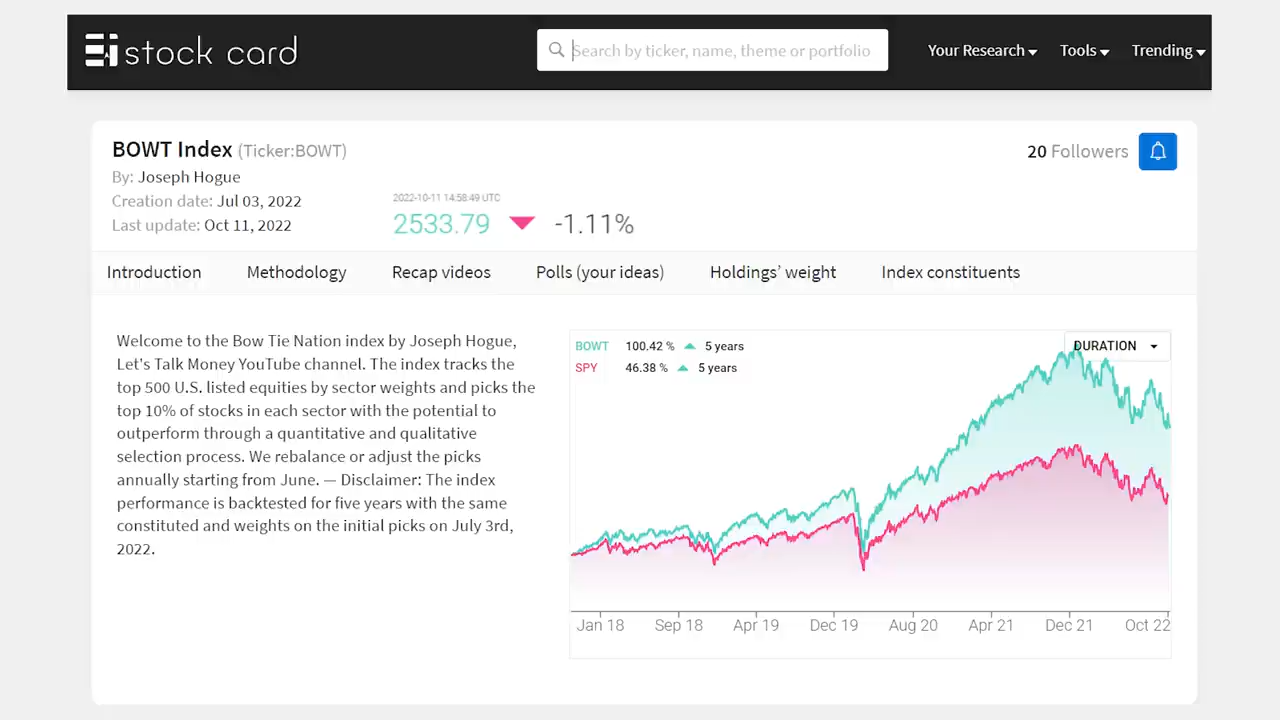 stock card
Search by ticker, name, theme or portfolio
Your Research
Tools
Trending
BOWT Index (Ticker:BOWT)
20 Followers
By: Joseph Hogue
Creation date: Jul 03, 2022
Last update: Oct 11, 2022
2022-10-11 14:58:49 UTC
2533.79 -1.11%
Introduction
Methodology
Recap videos
Polls (your ideas)
Holdings’ weight
Index constituents
Welcome to the Bow Tie Nation index by Joseph Hogue,
Let's Talk Money YouTube channel. The index tracks the
top 500 U.S. listed equities by sector weights and picks the
top 10% of stocks in each sector with the potential to
outperform through a quantitative and qualitative
selection process. We rebalance or adjust the picks
annually starting from June. — Disclaimer: The index
performance is backtested for five years with the same
constituted and weights on the initial picks on July 3rd,
2022.
BOWT 100.42 % 5 years
SPY 46.38 % 5 years
DURATION
Jan 18 Sep 18 Apr 19 Dec 19 Aug 20 Apr 21 Dec 21 Oct 22